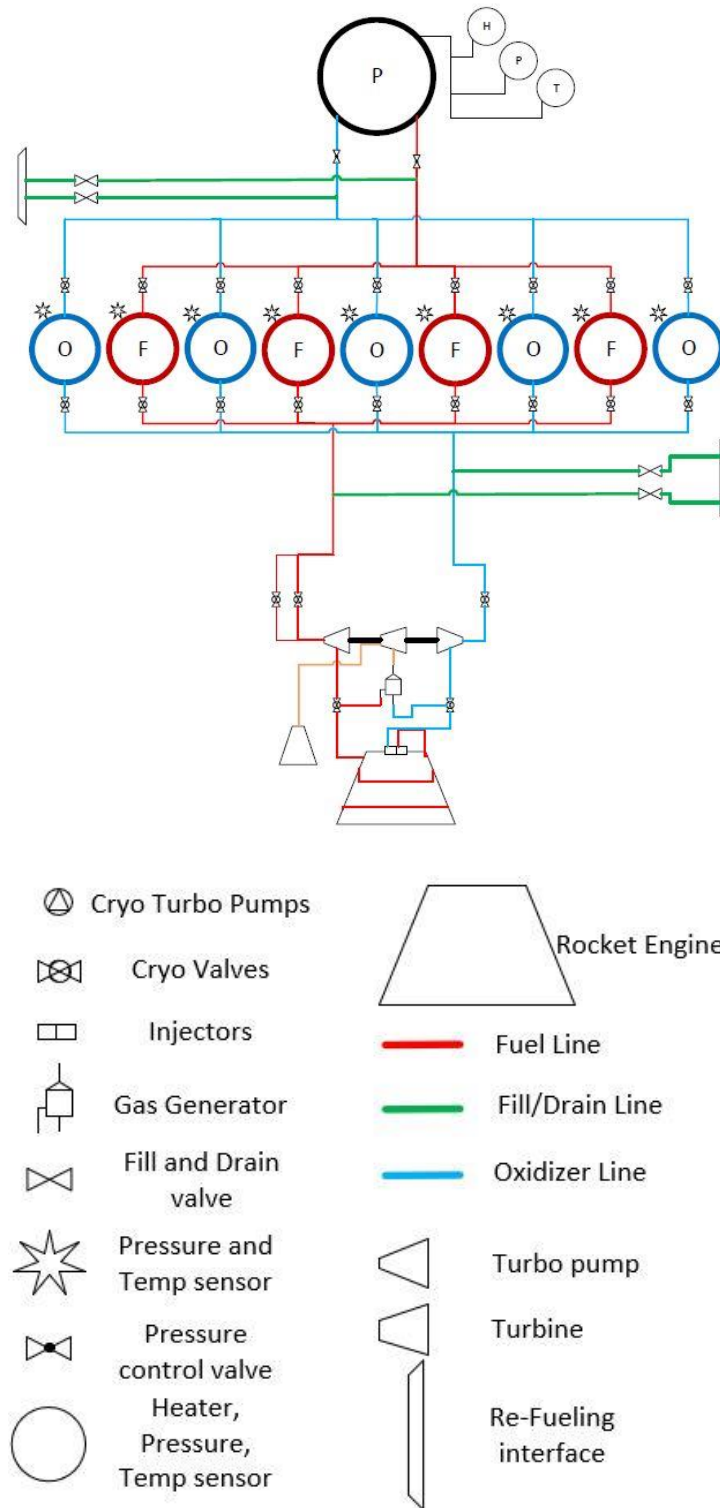 H
P
P
T
O
F
O
F
O
F
O
F
O
Cryo Turbo Pumps
Cryo Valves
Injectors
Gas Generator
Fill and Drain
valve
Pressure and
Temp sensor
Pressure
control valve
Heater,
Pressure,
Temp sensor
Rocket Engine
Fuel Line
Fill/Drain Line
Oxidizer Line
Turbo pump
Turbine
Re-Fueling
interface